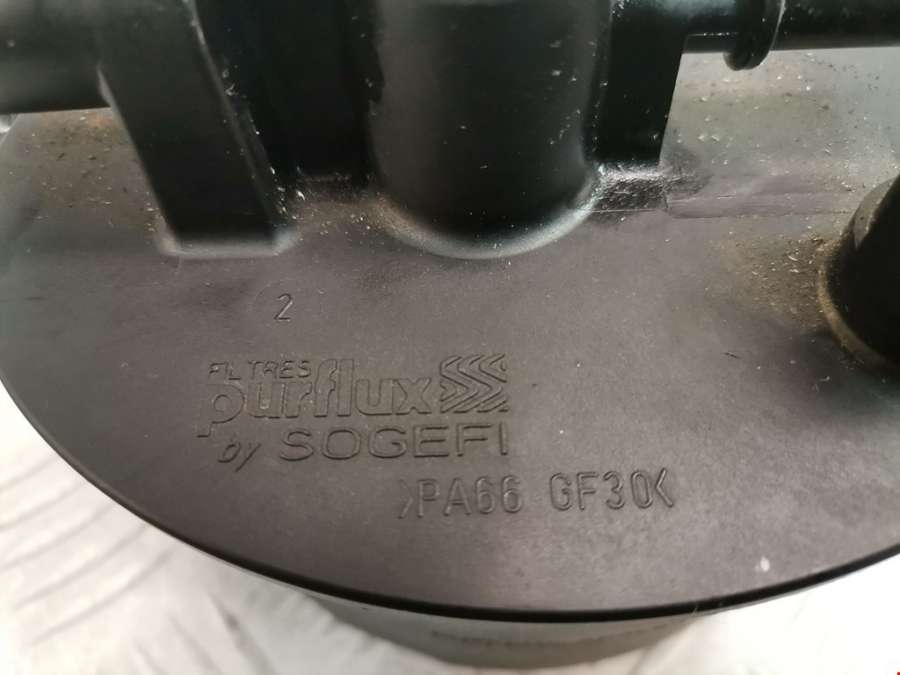 2
FILTRES
purflux
by SOGEFI
>PA66 GF30<